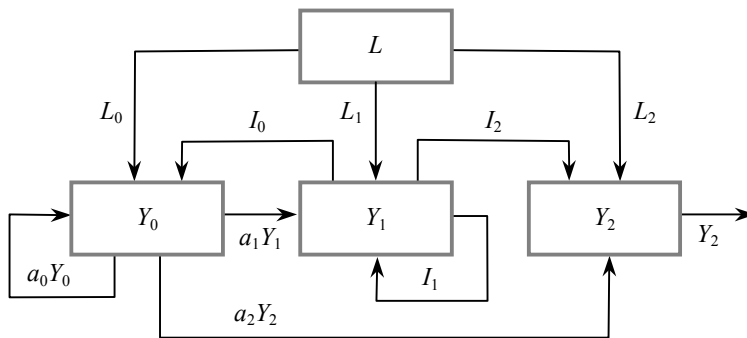 L
L₀
L₁
L₂
I₀
I₂
Y₀
a₁Y₁
Y₁
Y₂
Y₂
a₀Y₀
I₁
a₂Y₂